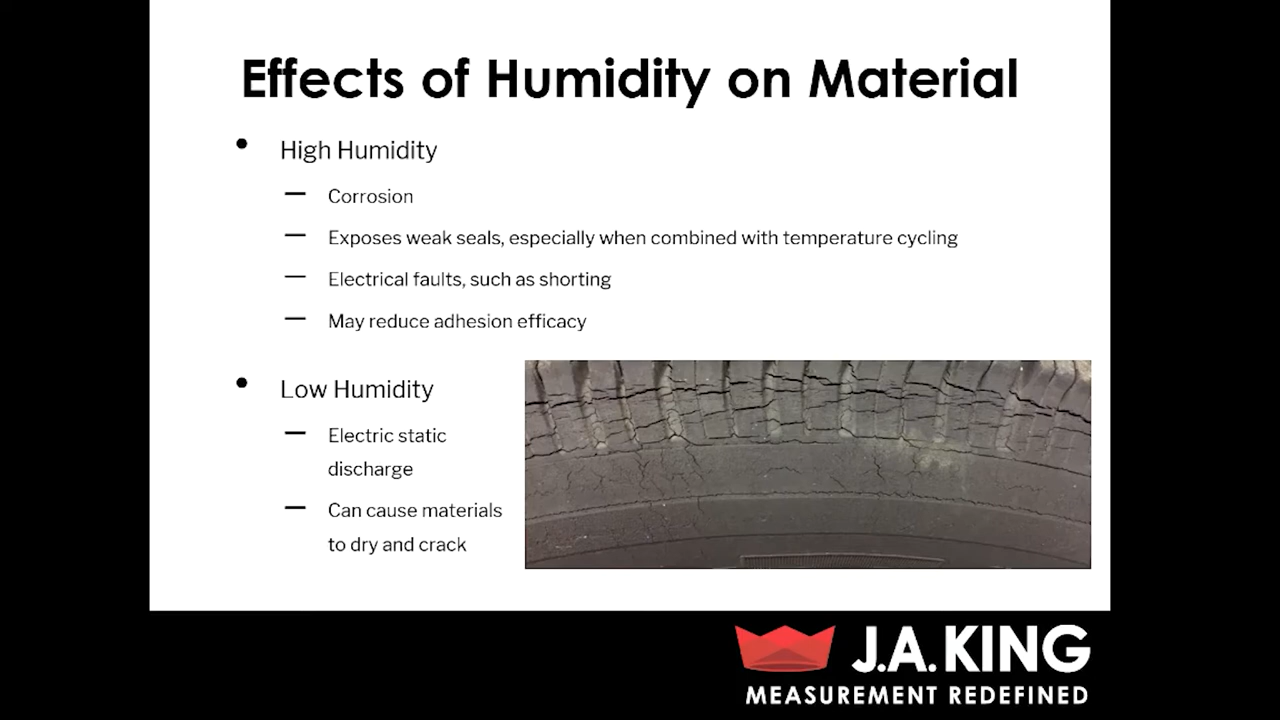 Effects of Humidity on Material
• High Humidity
— Corrosion
— Exposes weak seals, especially when combined with temperature cycling
— Electrical faults, such as shorting
— May reduce adhesion efficacy
• Low Humidity
— Electric static
discharge
— Can cause materials
to dry and crack
J.A. KING
MEASUREMENT REDEFINED